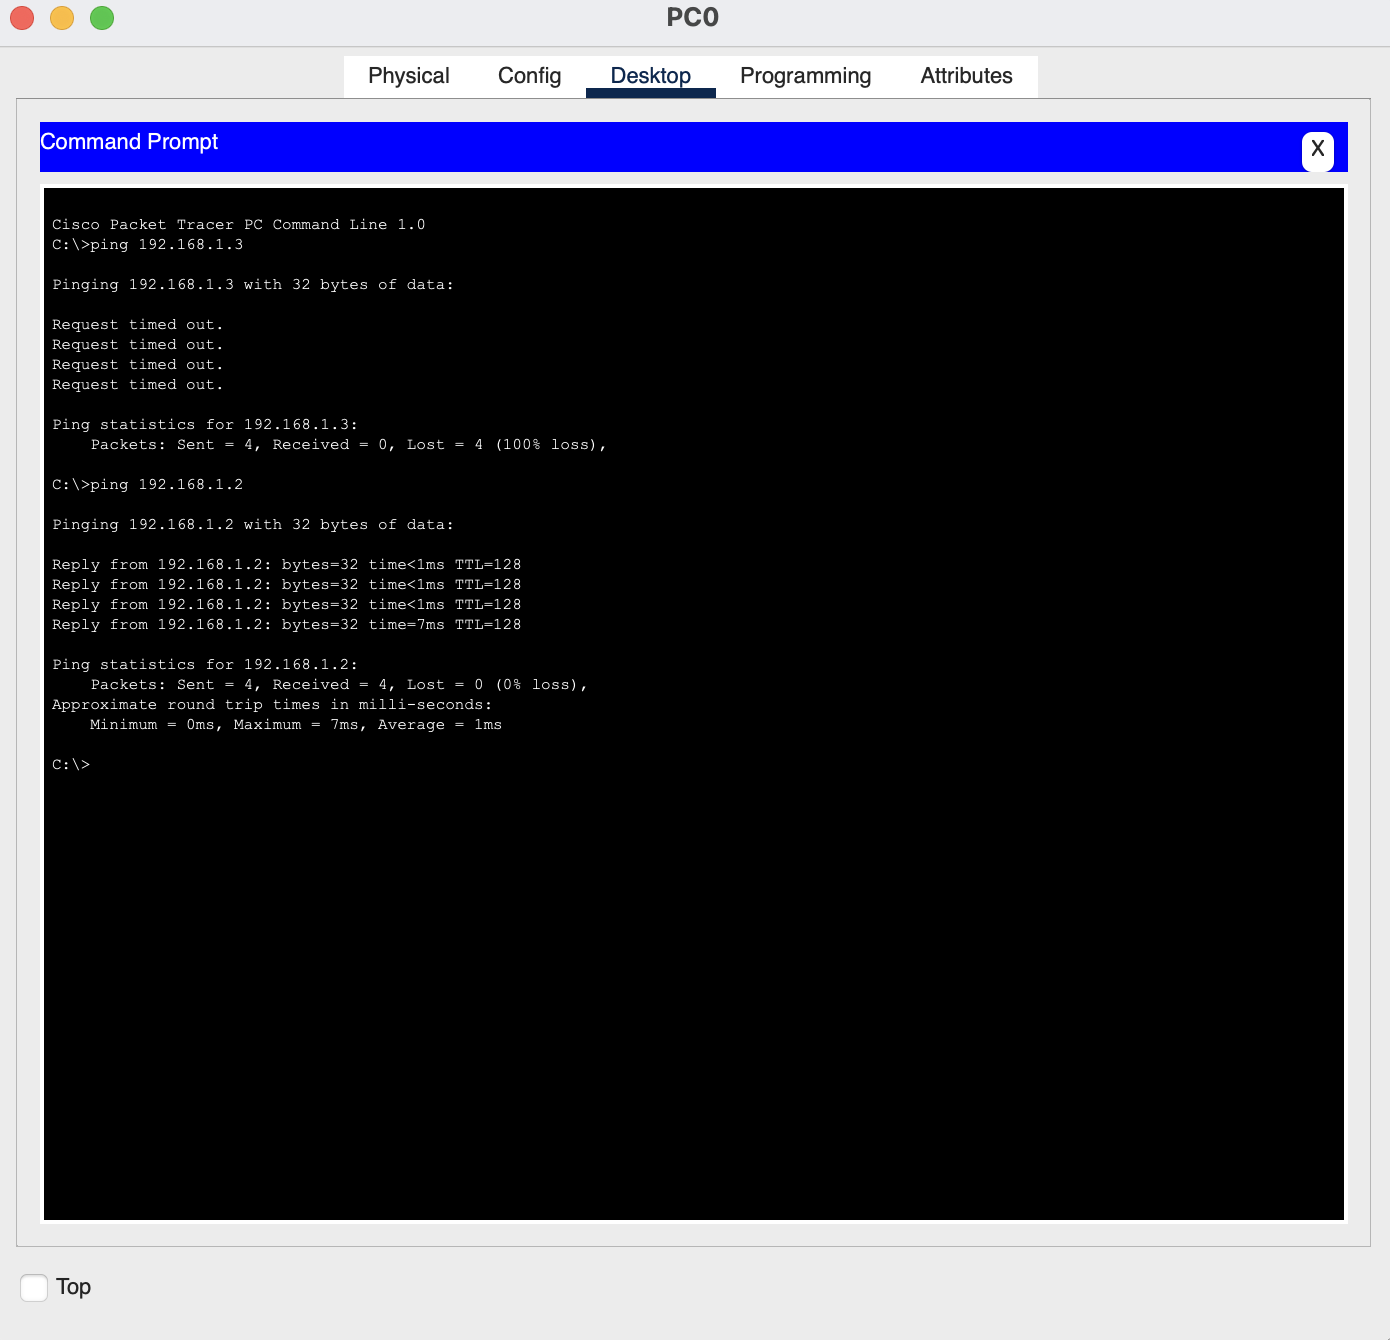 PC0
Physical Config Desktop Programming Attributes
Command Prompt
X
Cisco Packet Tracer PC Command Line 1.0
C:\>ping 192.168.1.3
Pinging 192.168.1.3 with 32 bytes of data:
Request timed out.
Request timed out.
Request timed out.
Request timed out.
Ping statistics for 192.168.1.3:
    Packets: Sent = 4, Received = 0, Lost = 4 (100% loss),
C:\>ping 192.168.1.2
Pinging 192.168.1.2 with 32 bytes of data:
Reply from 192.168.1.2: bytes=32 time<1ms TTL=128
Reply from 192.168.1.2: bytes=32 time<1ms TTL=128
Reply from 192.168.1.2: bytes=32 time<1ms TTL=128
Reply from 192.168.1.2: bytes=32 time=7ms TTL=128
Ping statistics for 192.168.1.2:
    Packets: Sent = 4, Received = 4, Lost = 0 (0% loss),
Approximate round trip times in milli-seconds:
    Minimum = 0ms, Maximum = 7ms, Average = 1ms
C:\>
Top